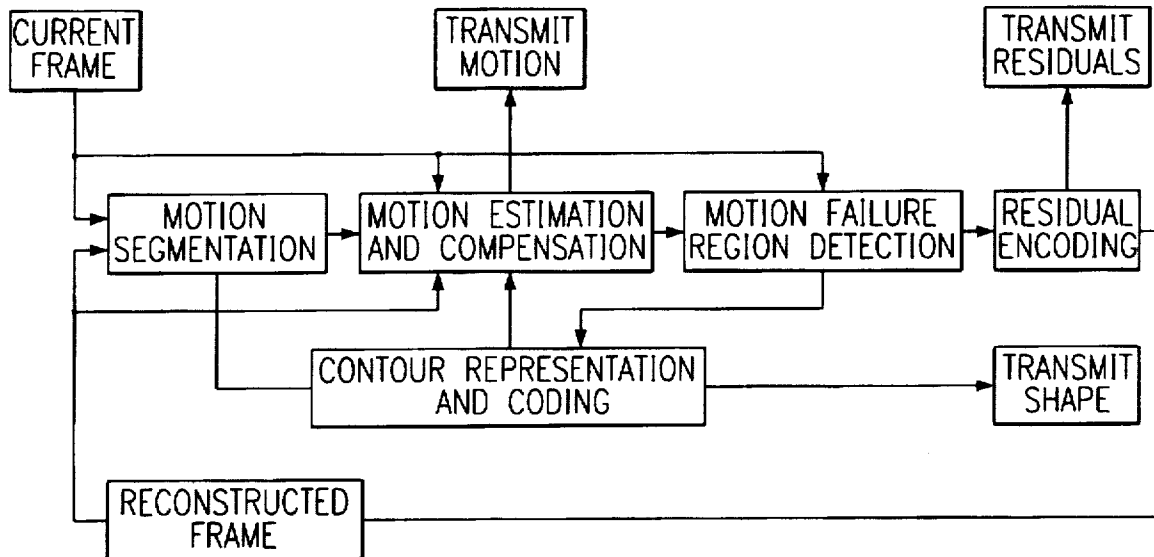 CURRENT
FRAME
TRANSMIT
MOTION
TRANSMIT
RESIDUALS
MOTION
SEGMENTATION
MOTION ESTIMATION
AND COMPENSATION
MOTION FAILURE
REGION DETECTION
RESIDUAL
ENCODING
CONTOUR REPRESENTATION
AND CODING
TRANSMIT
SHAPE
RECONSTRUCTED
FRAME